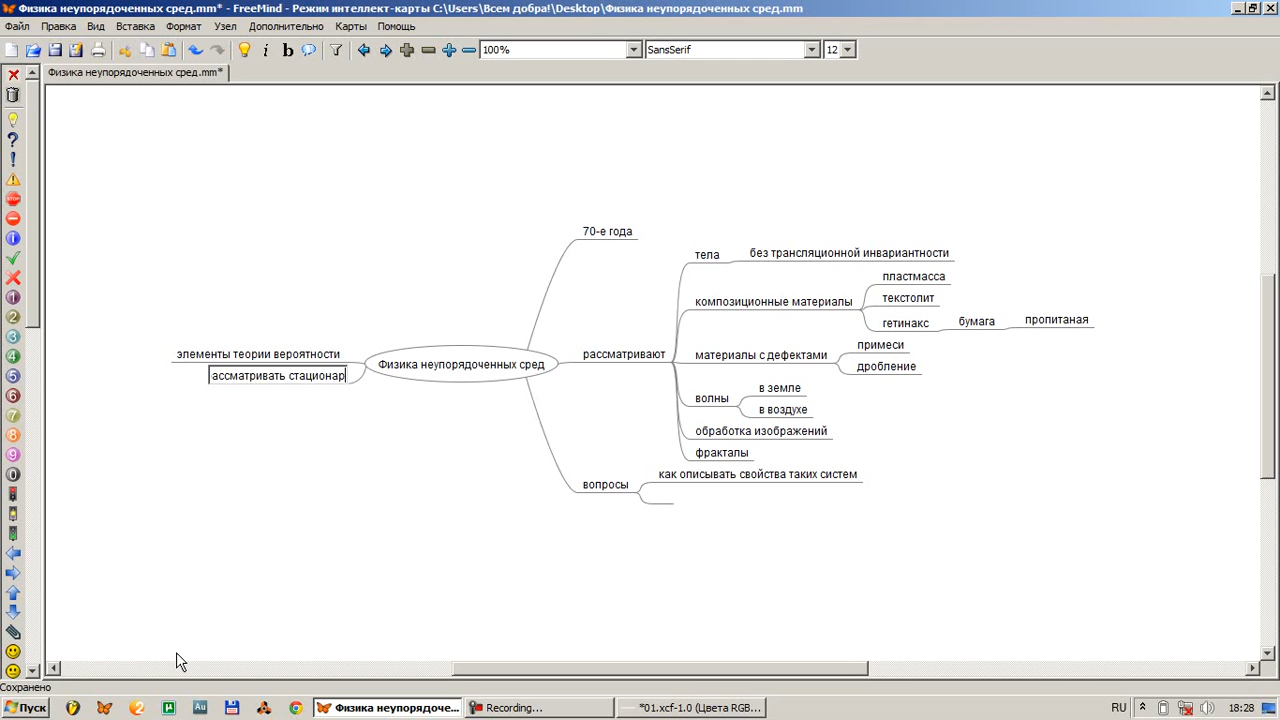 Физика неупорядоченных сред.mm* - FreeMind - Режим интеллект-карты C:\Users\Всем добра!\Desktop\Физика неупорядоченных сред.mm
Файл Правка Вид Вставка Формат Узел Дополнительно Карты Помощь
100% SansSerif 12
Физика неупорядоченных сред.mm*
70-е года
тела без трансляционной инвариантности
пластмасса
композиционные материалы текстолит
гетинакс бумага пропитаная
элементы теории вероятности Физика неупорядоченных сред рассматривают материалы с дефектами примеси
ассматривать стационар дробление
волны в земле
в воздухе
обработка изображений
фракталы
вопросы как описывать свойства таких систем
STOP
Сохранено
Пуск Au Физика неупорядоче... Recording... *01.xcf-1.0 (Цвета RGB... RU 18:28